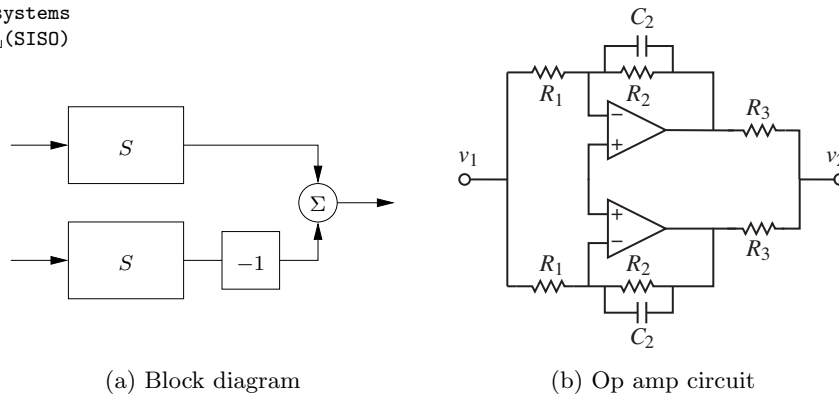 systems
(SISO)
S
Σ
S
−1
(a) Block diagram
C₂
R₁
R₂
R₃
−
+
v₁
v₂
+
−
R₁
R₂
R₃
C₂
(b) Op amp circuit